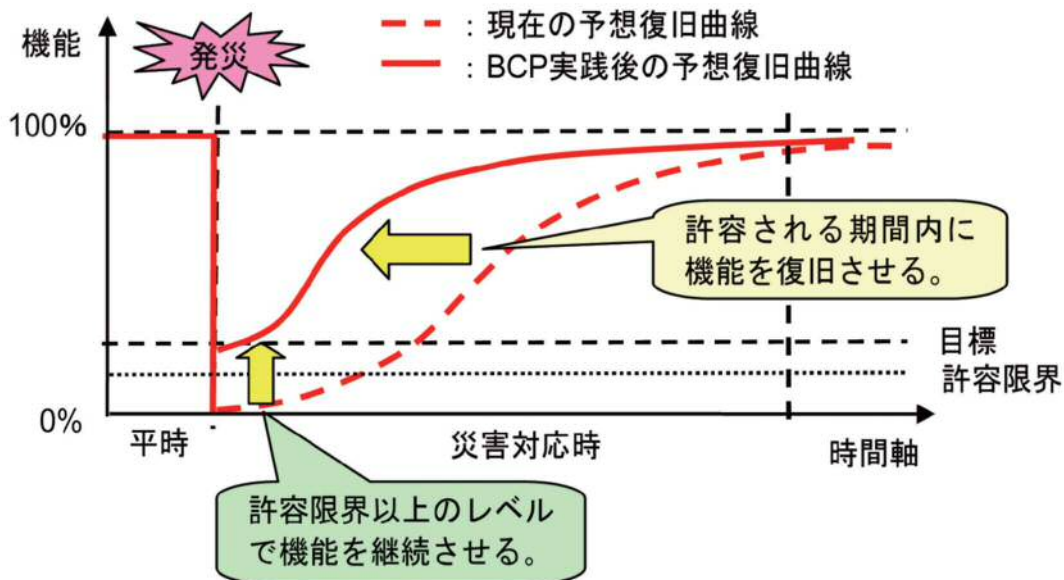 機能
発災
：現在の予想復旧曲線
：BCP実践後の予想復旧曲線
100%
許容される期間内に
機能を復旧させる。
目標
許容限界
0%
平時
災害対応時
時間軸
許容限界以上のレベル
で機能を継続させる。